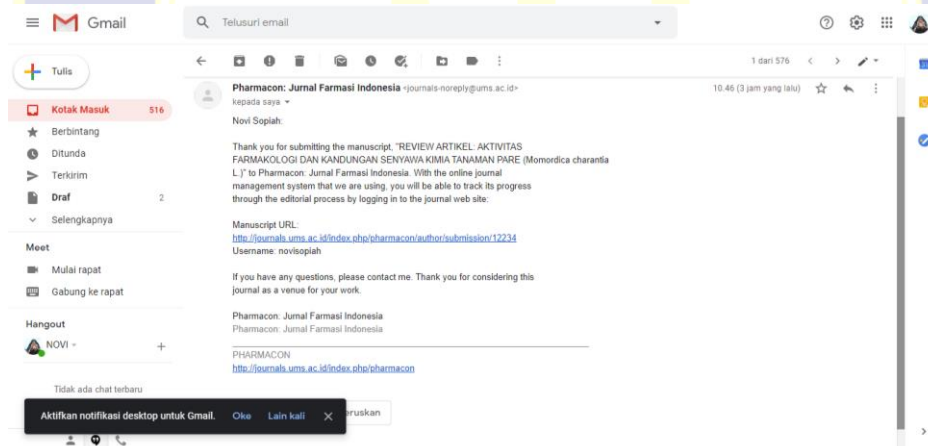 Gmail
Telusuri email
Tulis
1 dari 576
Kotak Masuk 516
Berbintang
Ditunda
Terkirim
Draf 2
Selengkapnya
Meet
Mulai rapat
Gabung ke rapat
Hangout
NOVI
Tidak ada chat terbaru
Pharmacon: Jurnal Farmasi Indonesia <journals-noreply@ums.ac.id>
10.46 (3 jam yang lalu)
kepada saya
Novi Sopiah:
Thank you for submitting the manuscript, "REVIEW ARTIKEL: AKTIVITAS
FARMAKOLOGI DAN KANDUNGAN SENYAWA KIMIA TANAMAN PARE (Momordica charantia
L.)" to Pharmacon: Jurnal Farmasi Indonesia. With the online journal
management system that we are using, you will be able to track its progress
through the editorial process by logging in to the journal web site:
Manuscript URL:
http://journals.ums.ac.id/index.php/pharmacon/author/submission/12234
Username: novisopiah
If you have any questions, please contact me. Thank you for considering this
journal as a venue for your work.
Pharmacon: Jurnal Farmasi Indonesia
Pharmacon: Jurnal Farmasi Indonesia
PHARMACON
http://journals.ums.ac.id/index.php/pharmacon
Aktifkan notifikasi desktop untuk Gmail. Oke Lain kali